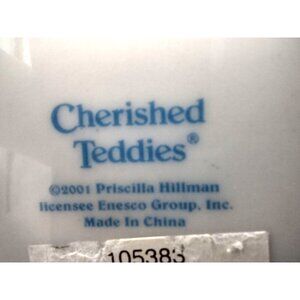 Cherished
Teddies®
©2001 Priscilla Hillman
licensee Enesco Group, Inc.
Made In China
105383